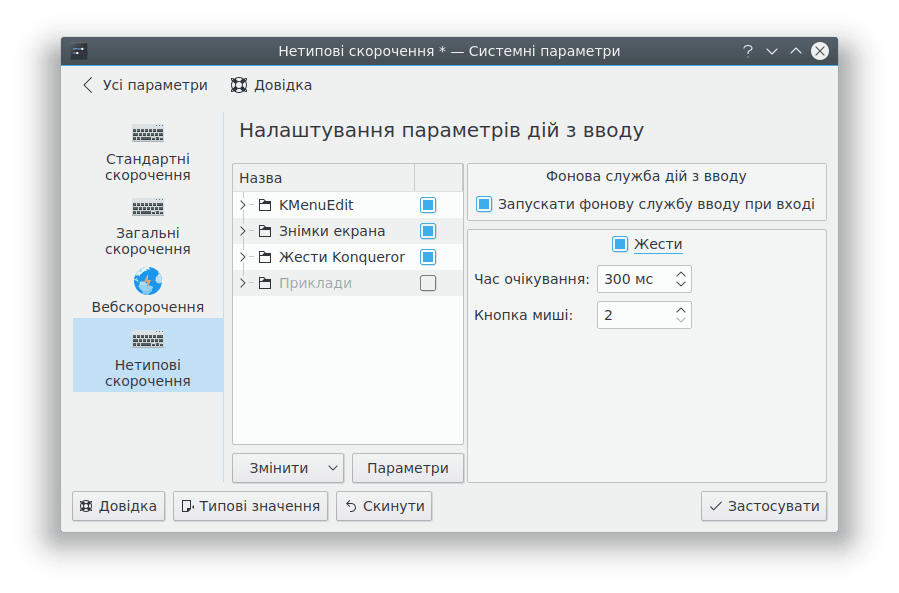 Нетипові скорочення * — Системні параметри
Усі параметри
Довідка
Стандартні
скорочення
Загальні
скорочення
Вебскорочення
Нетипові
скорочення
Налаштування параметрів дій з вводу
Назва
KMenuEdit
Знімки екрана
Жести Konqueror
Приклади
Змінити
Параметри
Фонова служба дій з вводу
Запускати фонову службу вводу при вході
Жести
Час очікування: 300 мс
Кнопка миші: 2
Довідка
Типові значення
Скинути
Застосувати